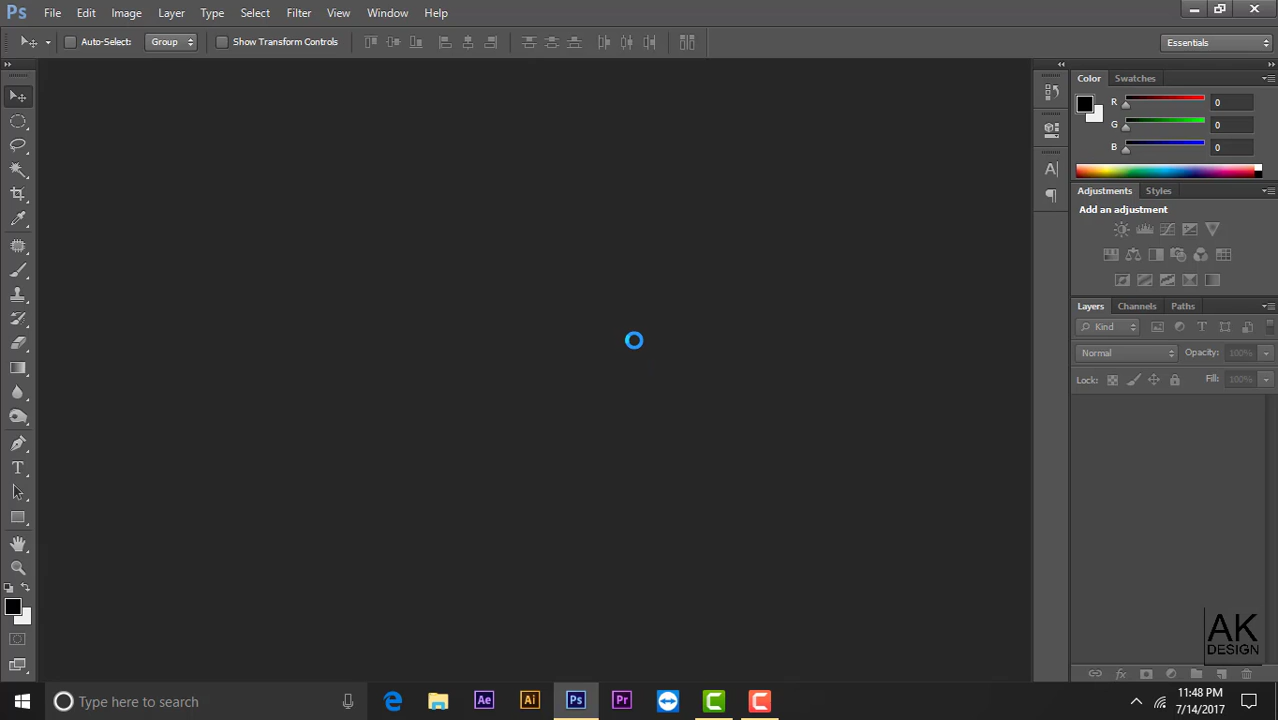 Ps File Edit Image Layer Type Select Filter View Window Help
Auto-Select: Group Show Transform Controls Essentials
Color Swatches
R 0
G 0
B 0
Adjustments Styles
Add an adjustment
Layers Channels Paths
Kind
Normal Opacity: 100%
Lock: Fill: 100%
AK
DESIGN
Type here to search Ae Ai Ps Pr
11:48 PM
7/14/2017